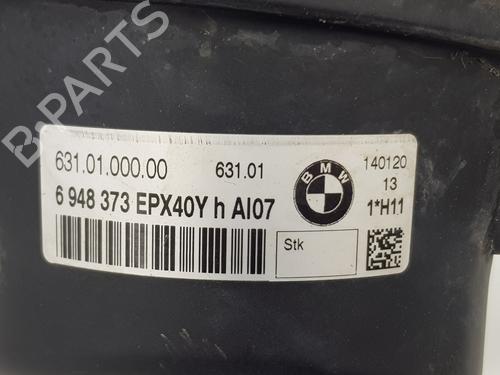 631.01.000.00 631.01
6 948 373 EPX40Y h AI07
BMW
Stk
140120
13
1*H11
B-PARTS